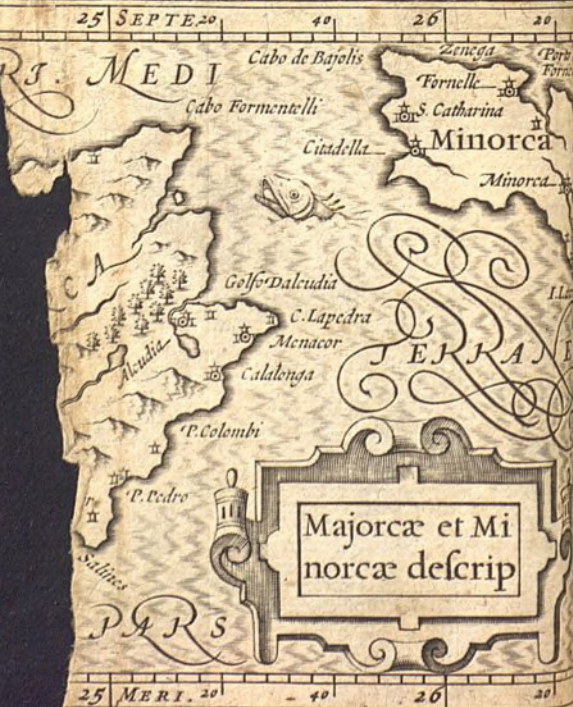 25 SEPTE. 20 40 26 20
RI. MEDI
Cabo de Bajolis
Zenega
Fornelle
Cabo Formentelli
S. Catharina
Citadella
Minorca
Minorca
CA
Golfo Dalcudia
C. Lapedra
TERRA
Menacor
Alcudia
Calalonga
P. Colombi
P. Pedro
Majorcæ et Mi
norcæ deſcrip
Salines
PARS
25 MERI. 20 40 26 20